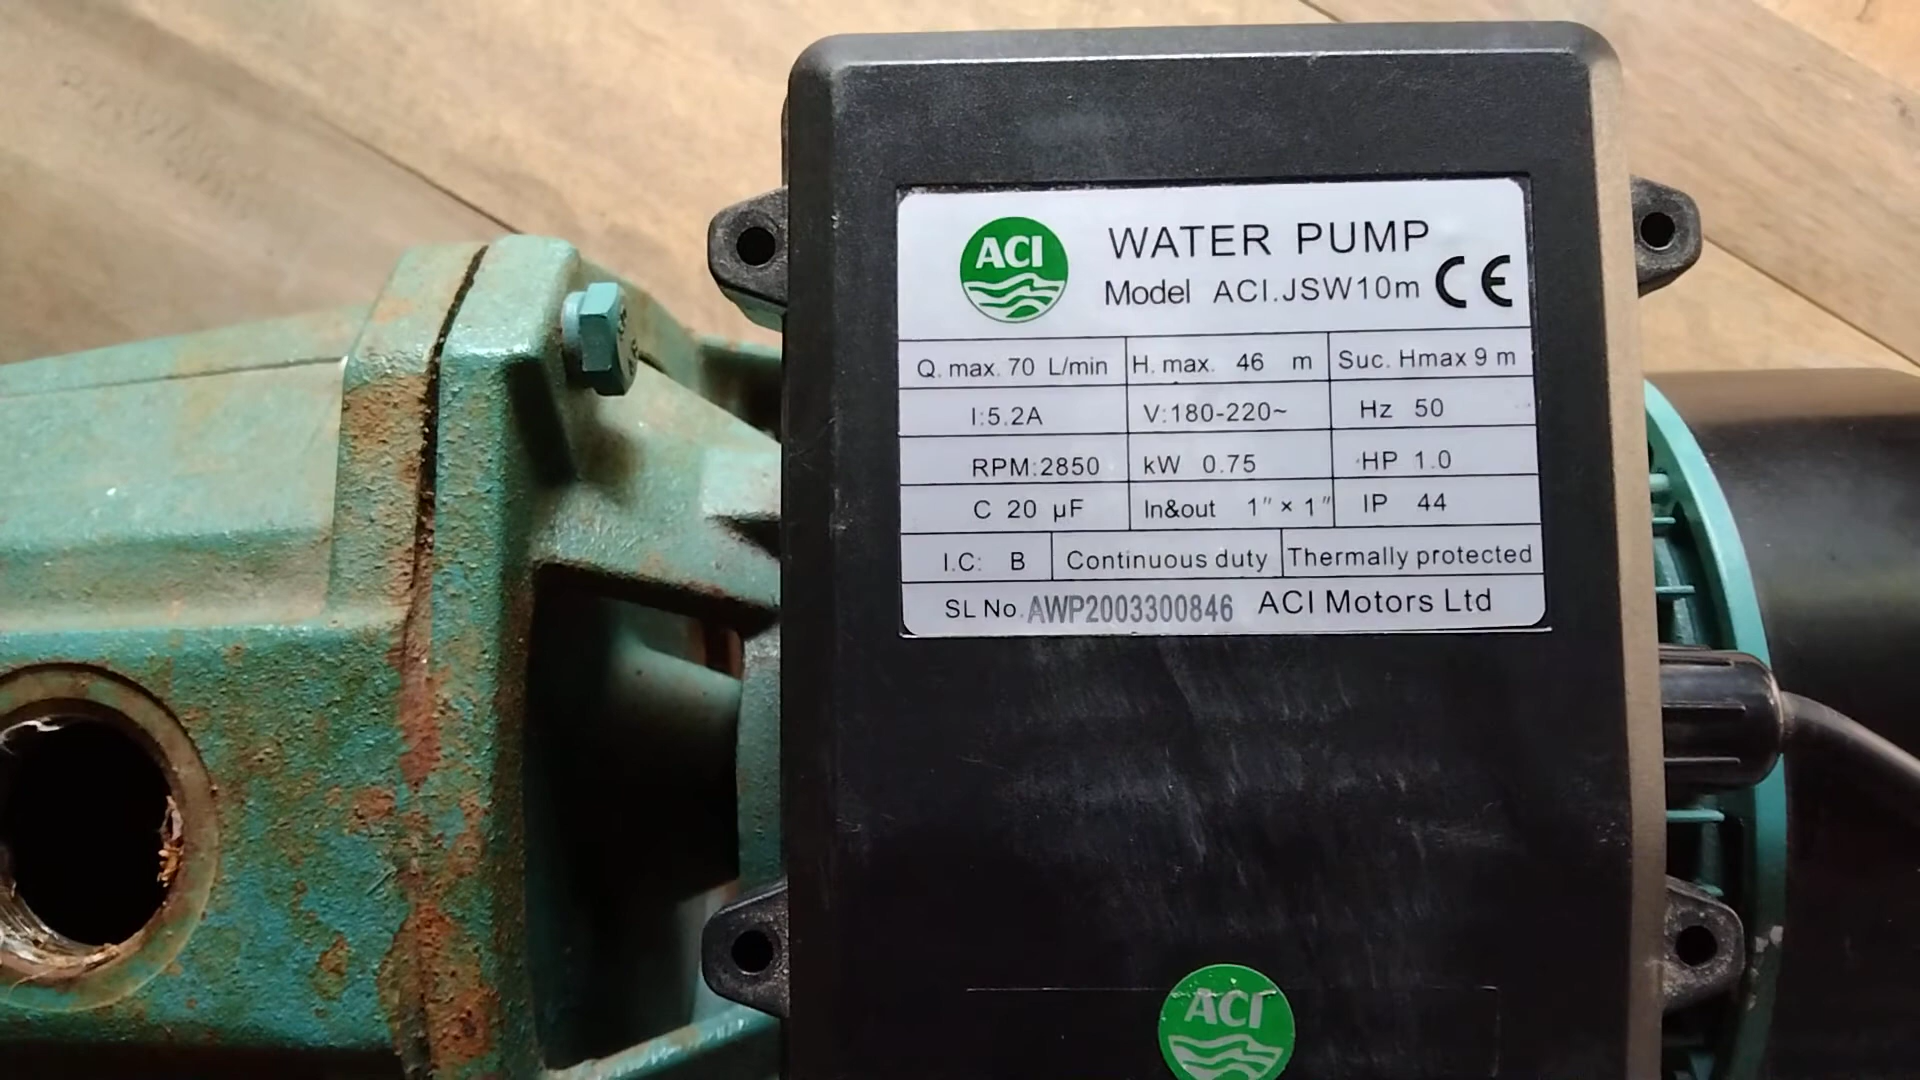 ACI
WATER PUMP
Model ACI.JSW10m CE
Q. max. 70 L/min H. max. 46 m Suc. Hmax 9 m
I:5.2A V:180-220~ Hz 50
RPM:2850 kW 0.75 HP 1.0
C 20 µF In&out 1" × 1" IP 44
I.C: B Continuous duty Thermally protected
SL No. AWP2003300846 ACI Motors Ltd
ACI